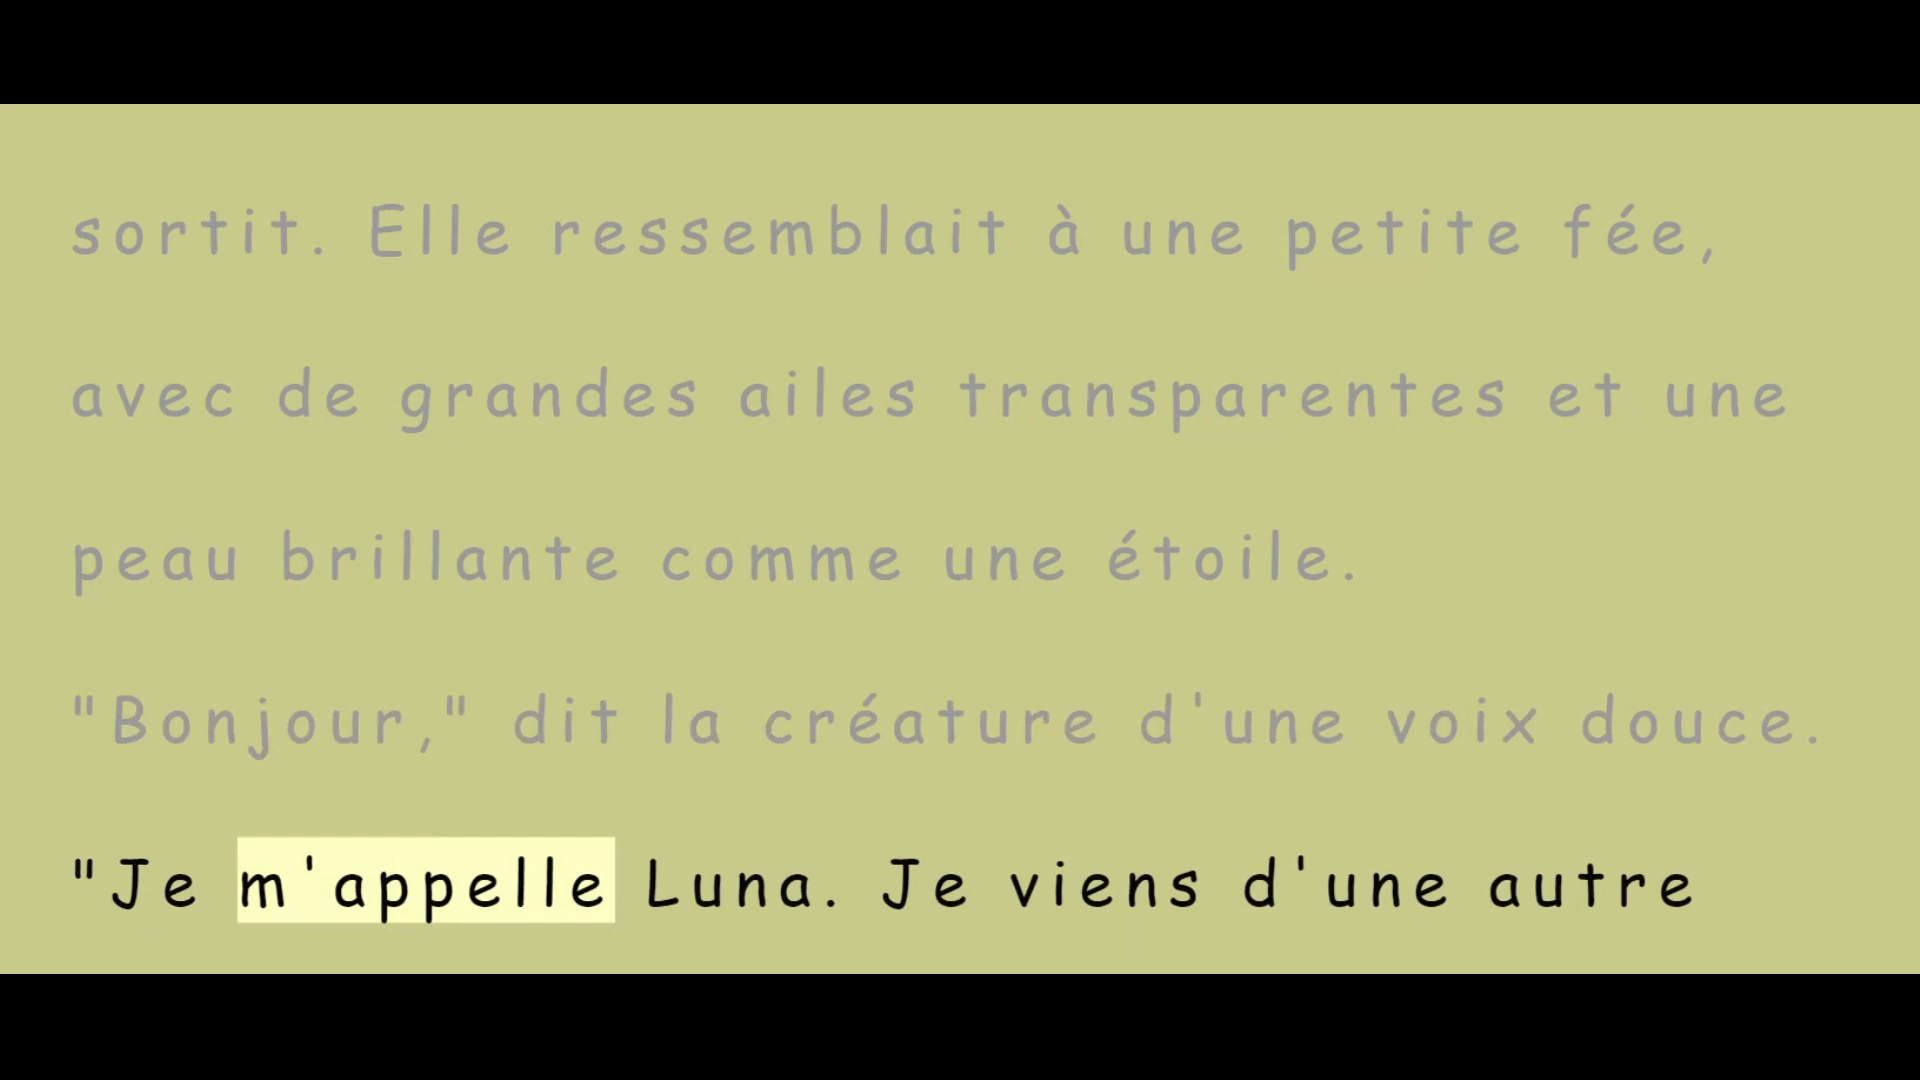 sortit. Elle ressemblait à une petite fée,
avec de grandes ailes transparentes et une
peau brillante comme une étoile.
"Bonjour," dit la créature d'une voix douce.
"Je m'appelle Luna. Je viens d'une autre